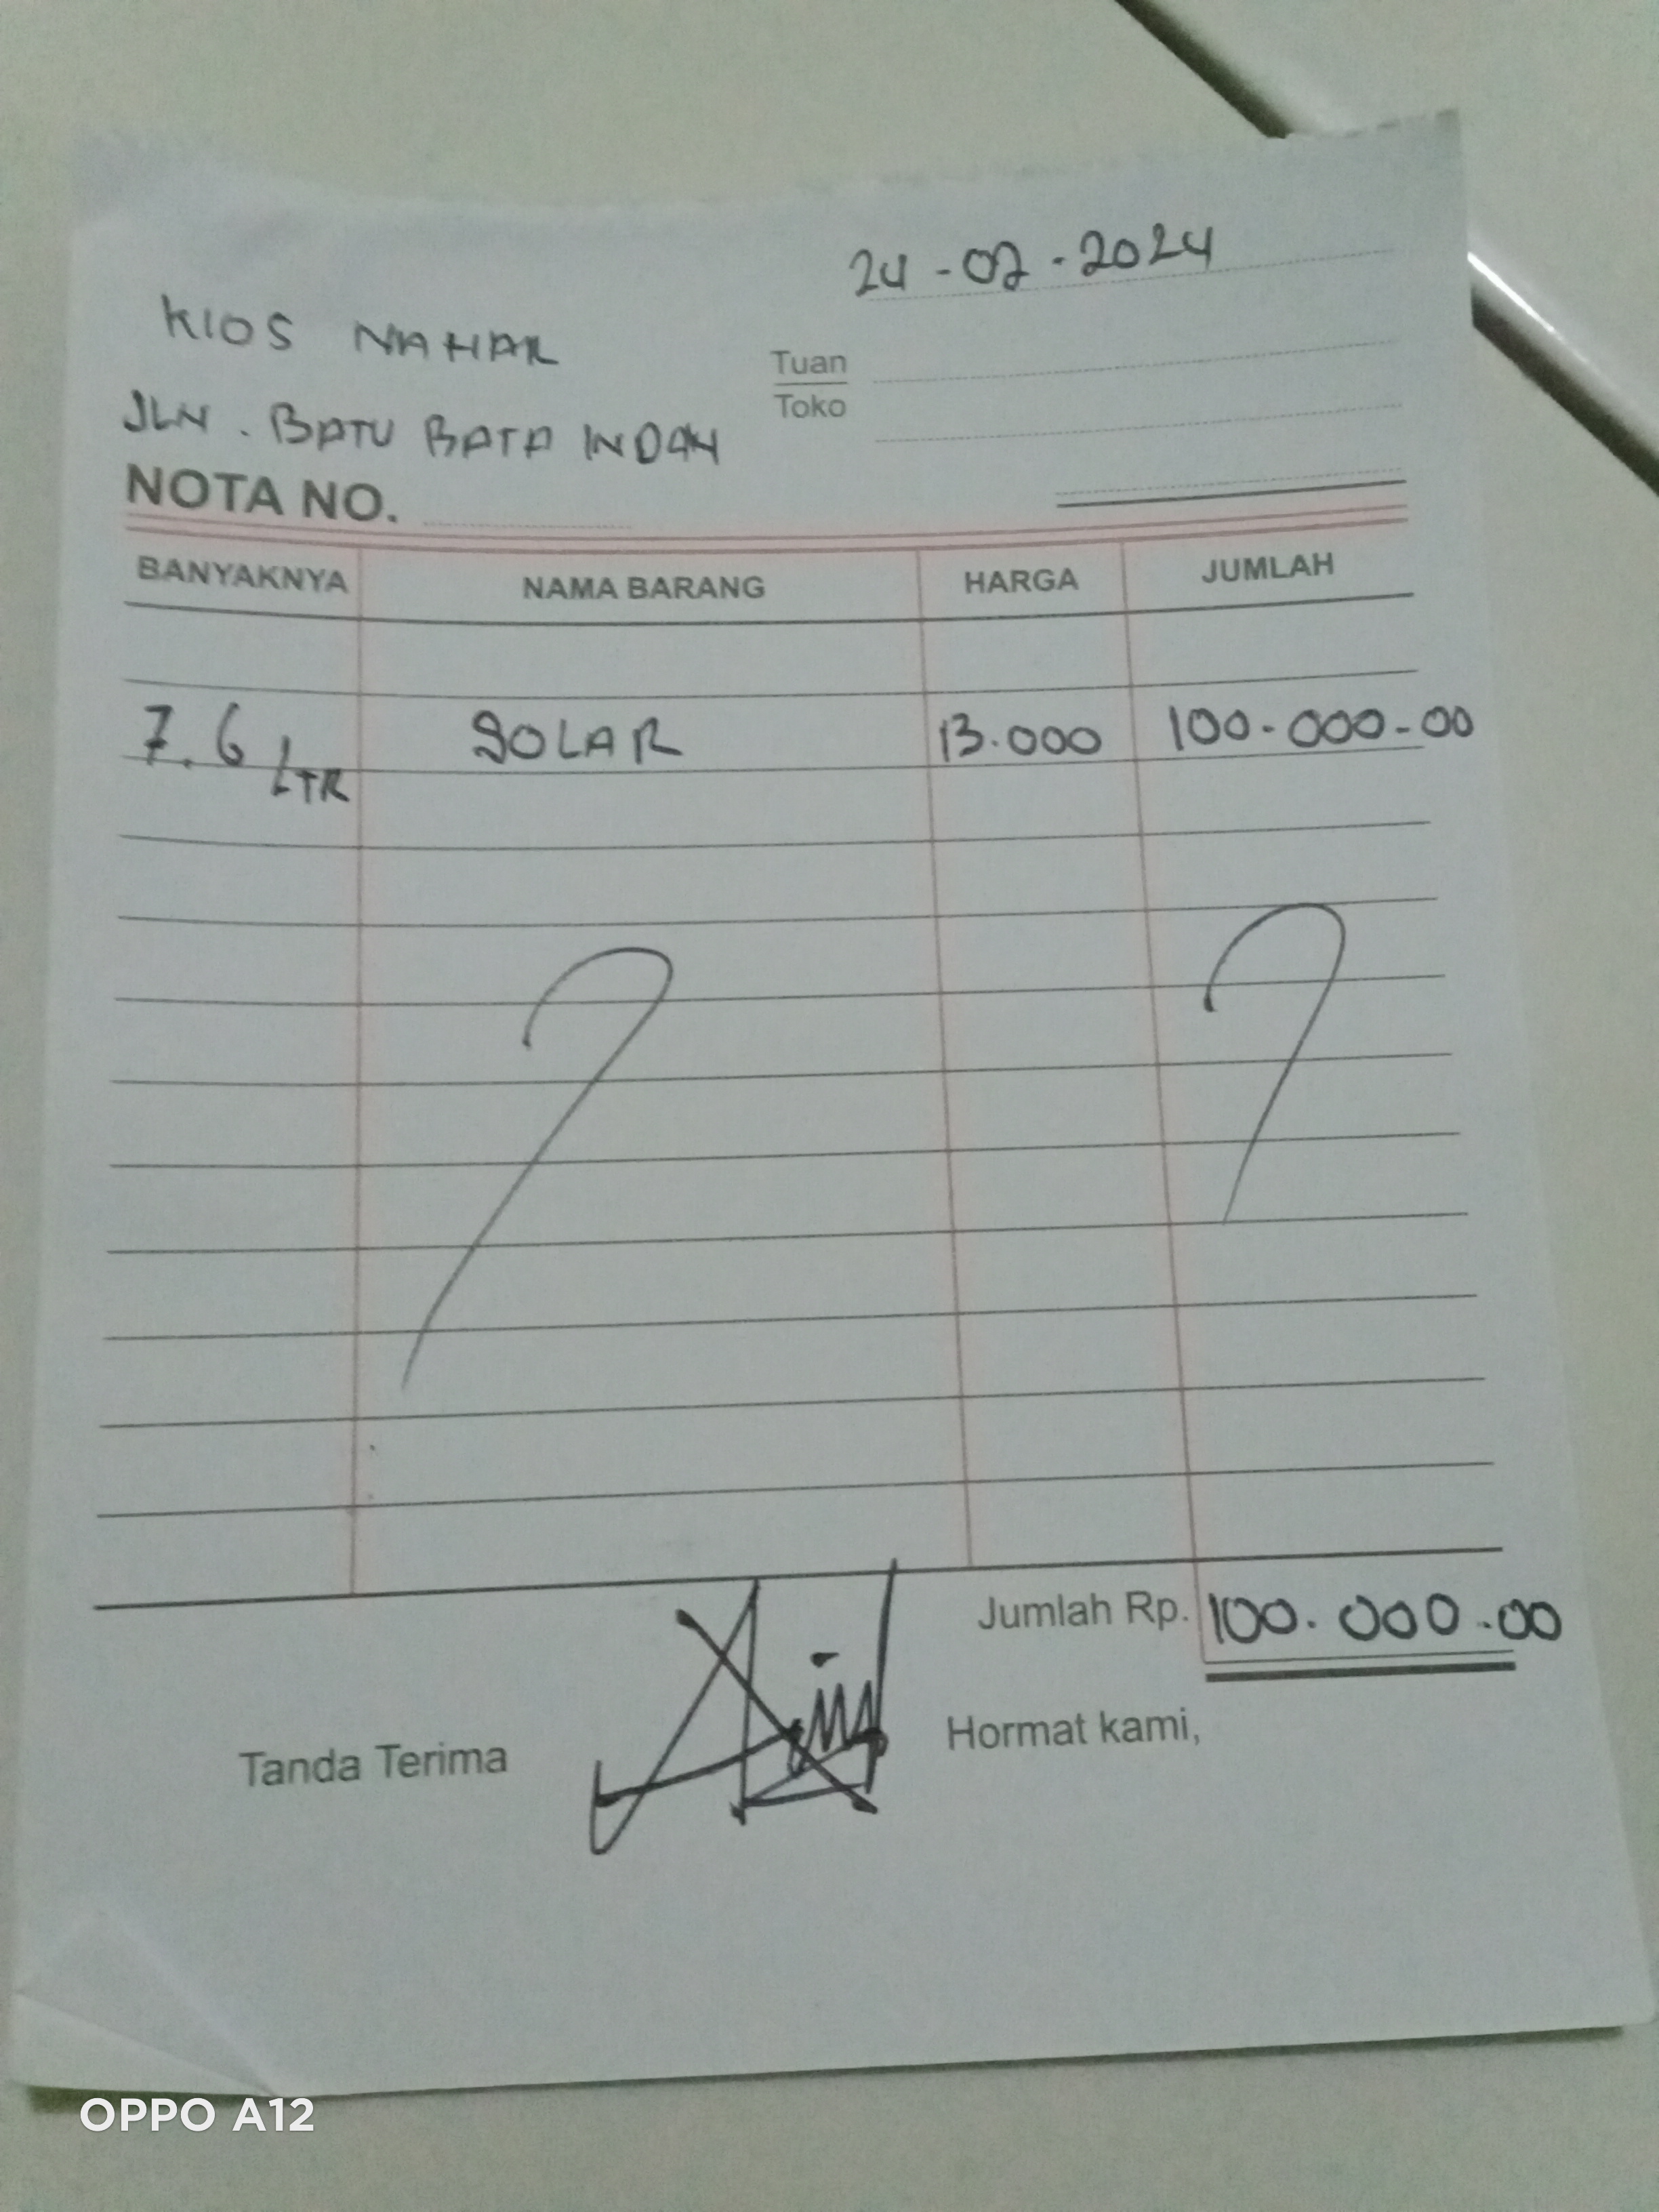 24-02-2024
KIOS NAHAR
JLN. BATU BATA INDAH
Tuan
Toko
NOTA NO.
BANYAKNYA NAMA BARANG HARGA JUMLAH
7.6 LTR SOLAR 13.000 100-000-00
Jumlah Rp. 100.000.00
Tanda Terima Hormat kami,
OPPO A12